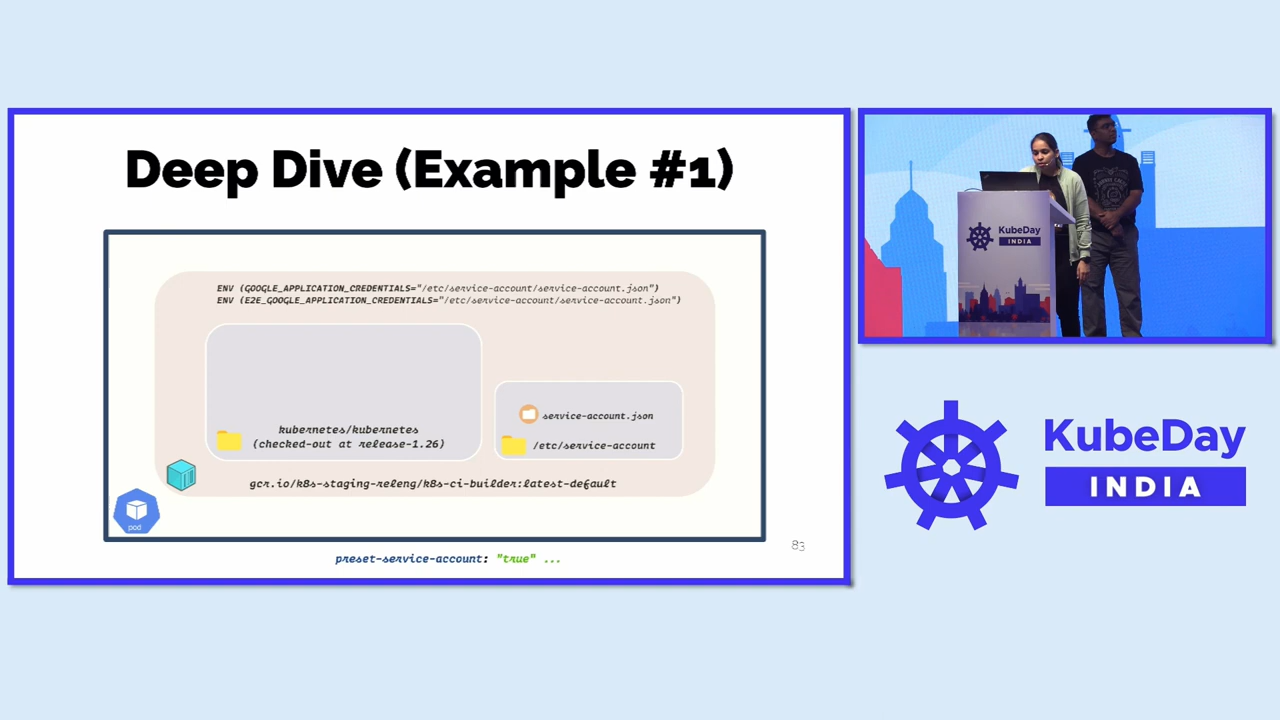 Deep Dive (Example #1)
ENV (GOOGLE_APPLICATION_CREDENTIALS="/etc/service-account/service-account.json")
ENV (E2E_GOOGLE_APPLICATION_CREDENTIALS="/etc/service-account/service-account.json")
kubernetes/kubernetes
(checked-out at release-1.26)
service-account.json
/etc/service-account
gcr.io/k8s-staging-releng/k8s-ci-builder:latest-default
pod
preset-service-account: "true" ...
83
KubeDay
INDIA
KubeDay
INDIA